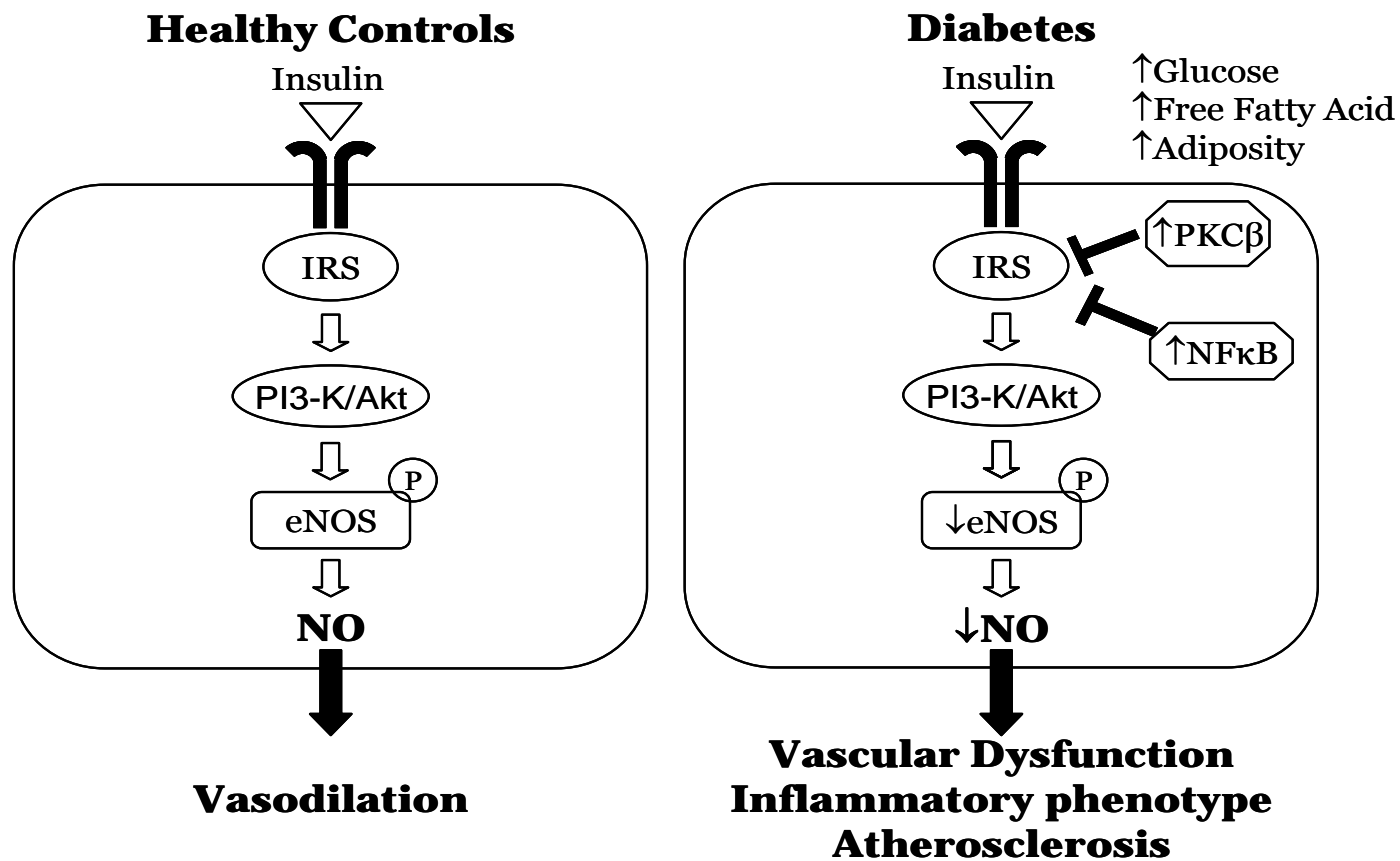 Healthy Controls
Insulin
IRS
PI3-K/Akt
P
eNOS
NO
Vasodilation
Diabetes
Insulin
↑Glucose
↑Free Fatty Acid
↑Adiposity
IRS
↑PKCβ
↑NFκB
PI3-K/Akt
P
↓eNOS
↓NO
Vascular Dysfunction
Inflammatory phenotype
Atherosclerosis